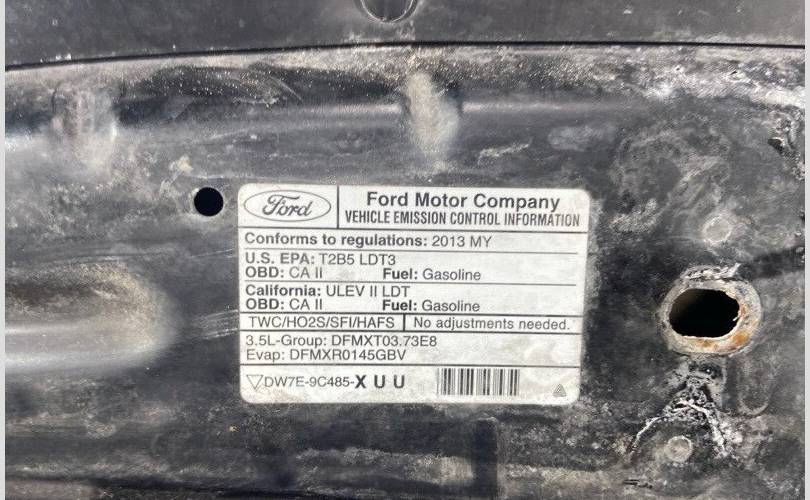 Ford
Ford Motor Company
VEHICLE EMISSION CONTROL INFORMATION
Conforms to regulations: 2013 MY
U.S. EPA: T2B5 LDT3
OBD: CA II Fuel: Gasoline
California: ULEV II LDT
OBD: CA II Fuel: Gasoline
TWC/HO2S/SFI/HAFS No adjustments needed.
3.5L-Group: DFMXT03.73E8
Evap: DFMXR0145GBV
DW7E-9C485-X U U